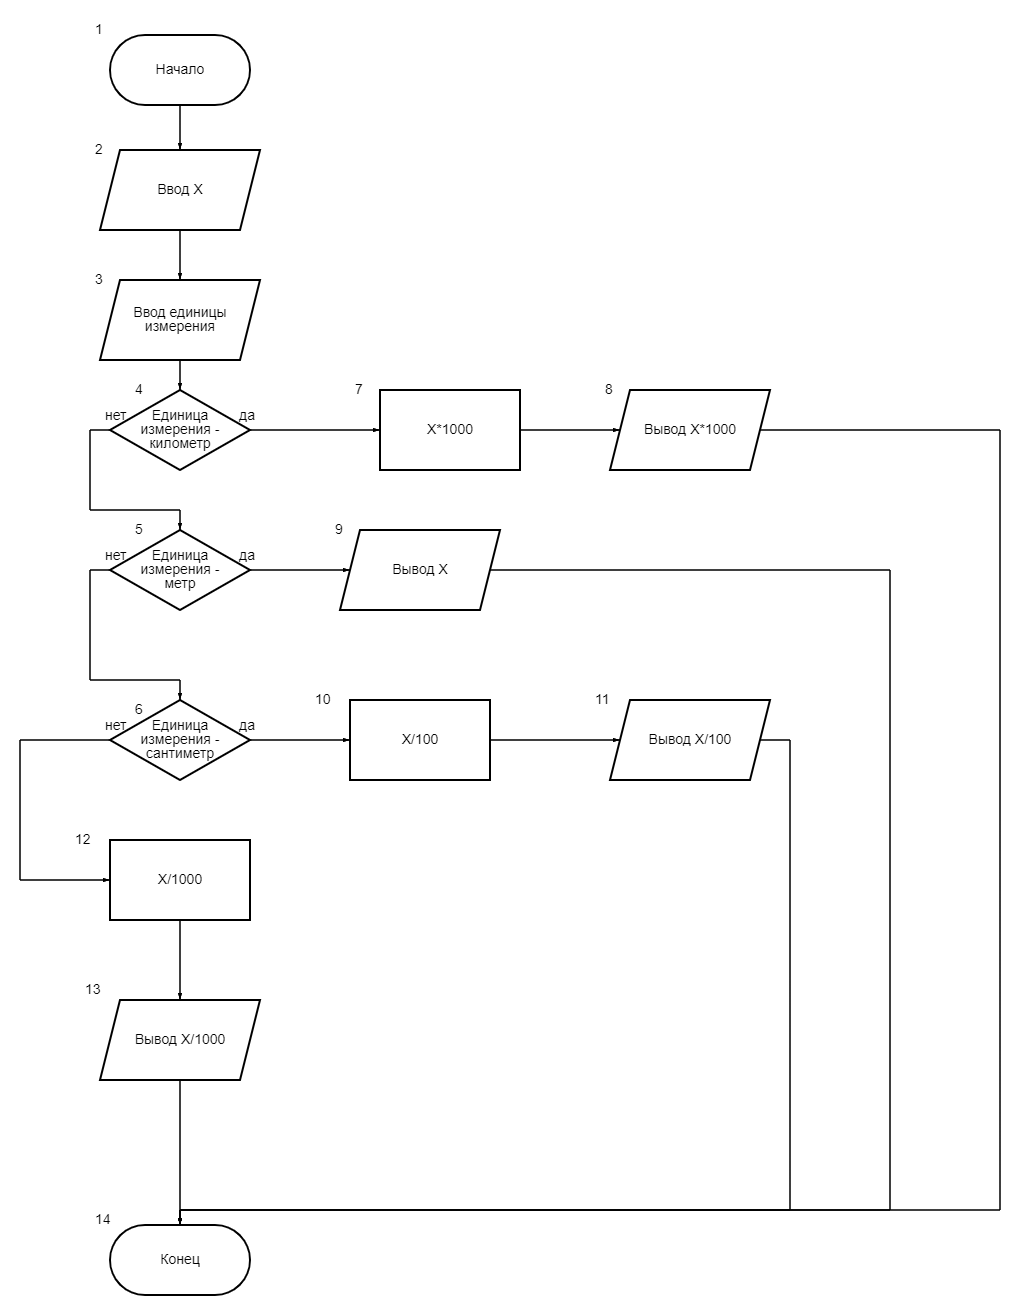 1
Начало
2
Ввод X
3
Ввод единицы
измерения
4
нет
Единица
измерения -
километр
да
7
X*1000
8
Вывод X*1000
5
нет
Единица
измерения -
метр
да
9
Вывод X
6
нет
Единица
измерения -
сантиметр
да
10
X/100
11
Вывод X/100
12
X/1000
13
Вывод X/1000
14
Конец